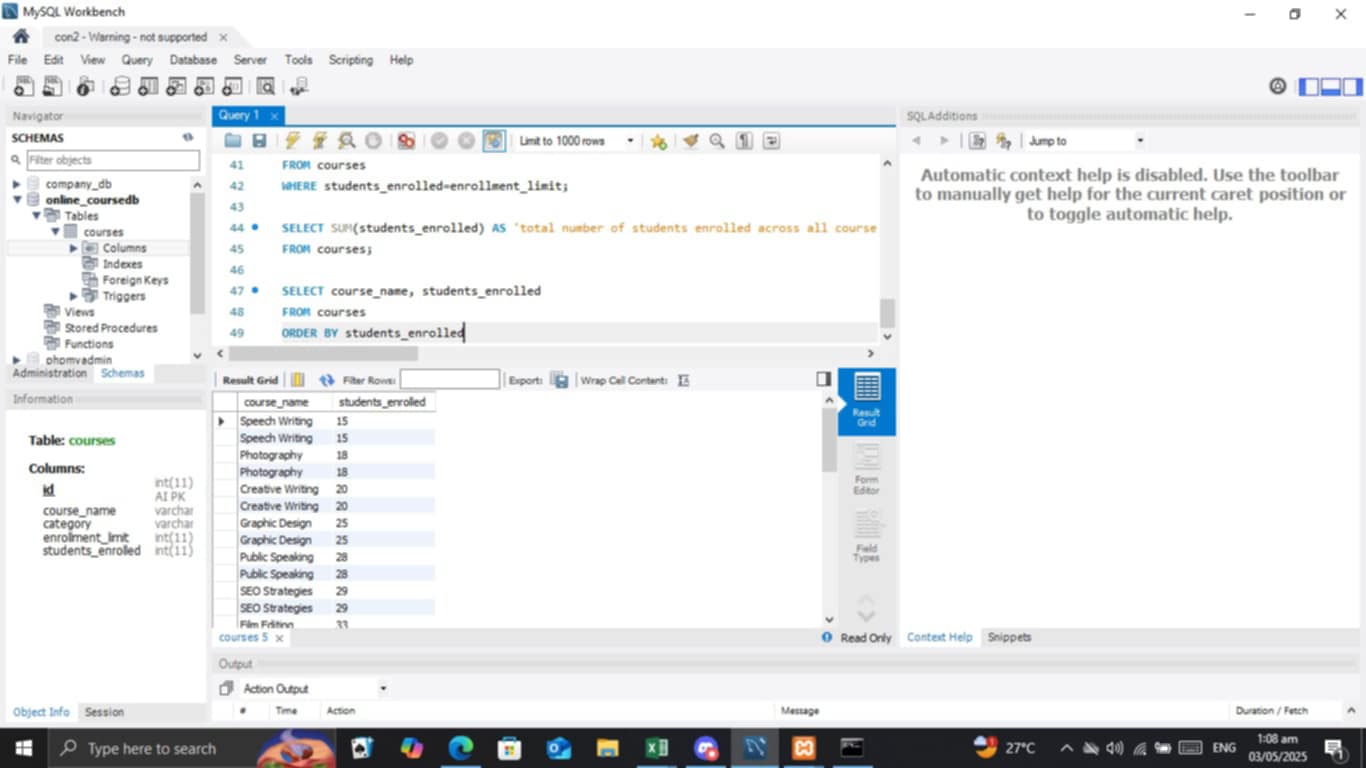 MySQL Workbench
con2 - Warning - not supported
File Edit View Query Database Server Tools Scripting Help
Navigator
SCHEMAS
Filter objects
company_db
online_coursedb
Tables
courses
Columns
Indexes
Foreign Keys
Triggers
Views
Stored Procedures
Functions
phpmyadmin
Administration Schemas
Information
Table: courses
Columns:
id int(11) AI PK
course_name varchar
category varchar
enrollment_limit int(11)
students_enrolled int(11)
Object Info Session
Query 1
Limit to 1000 rows
41 FROM courses
42 WHERE students_enrolled=enrollment_limit;
43
44 SELECT SUM(students_enrolled) AS 'total number of students enrolled across all course
45 FROM courses;
46
47 SELECT course_name, students_enrolled
48 FROM courses
49 ORDER BY students_enrolled
Result Grid Filter Rows: Export: Wrap Cell Content:
course_name students_enrolled
Speech Writing 15
Speech Writing 15
Photography 18
Photography 18
Creative Writing 20
Creative Writing 20
Graphic Design 25
Graphic Design 25
Public Speaking 28
Public Speaking 28
SEO Strategies 29
SEO Strategies 29
Film Editing 33
Result Grid
Form Editor
Field Types
courses 5
Read Only
SQLAdditions
Jump to
Automatic context help is disabled. Use the toolbar
to manually get help for the current caret position or
to toggle automatic help.
Context Help Snippets
Output
Action Output
# Time Action Message Duration / Fetch
Type here to search
27°C
ENG
1:08 am
03/05/2025
1